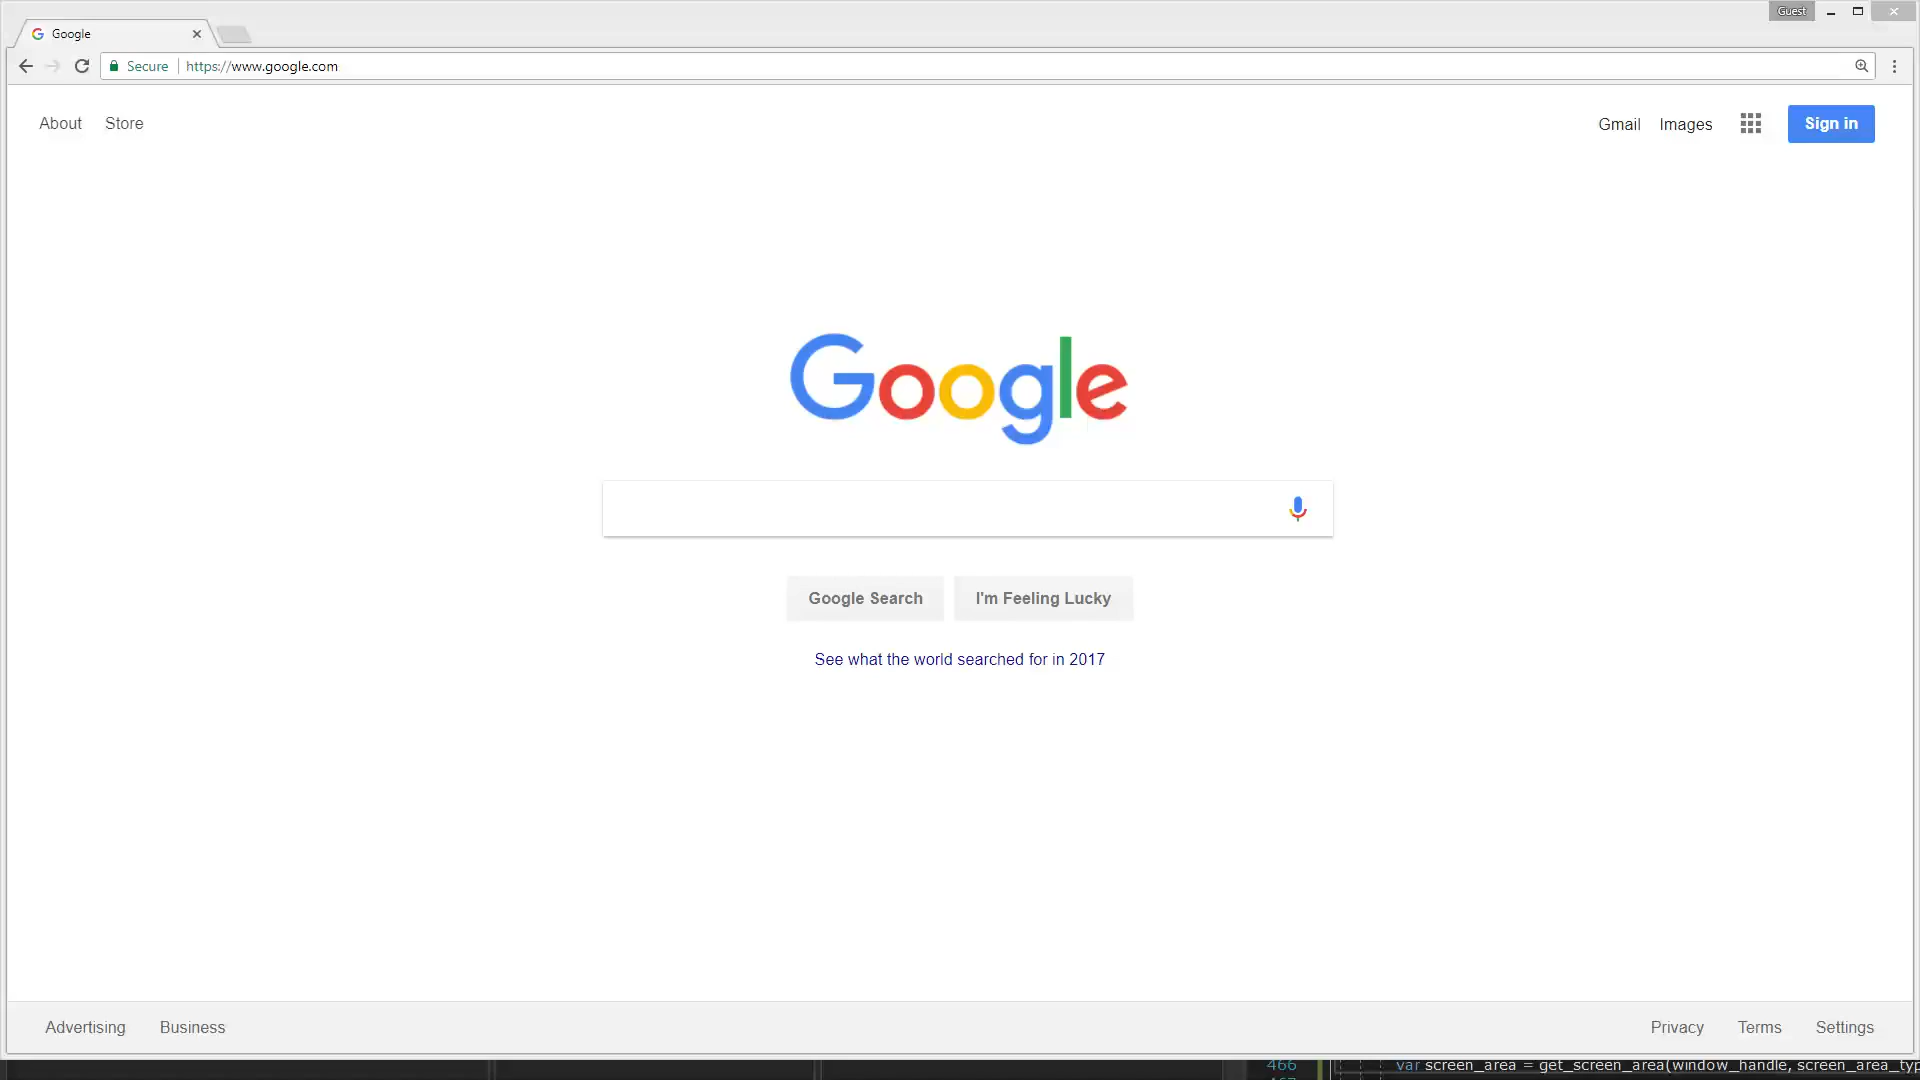 Guest
Google
Secure https://www.google.com
About Store
Gmail Images Sign in
Google
Google Search I'm Feeling Lucky
See what the world searched for in 2017
Advertising Business
Privacy Terms Settings
466 var screen_area = get_screen_area(window_handle, screen_area_typ